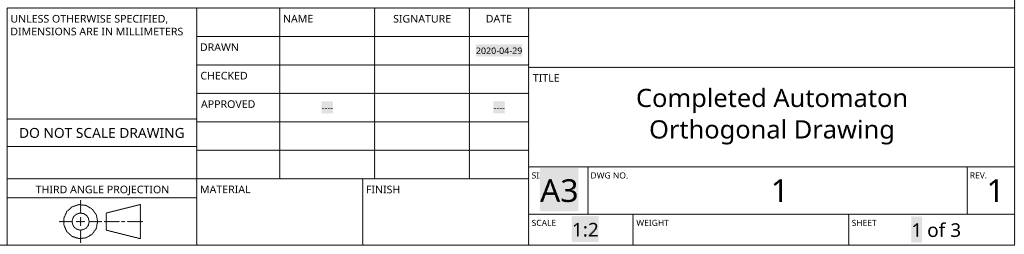 UNLESS OTHERWISE SPECIFIED,
DIMENSIONS ARE IN MILLIMETERS
DO NOT SCALE DRAWING
THIRD ANGLE PROJECTION
NAME SIGNATURE DATE
DRAWN 2020-04-29
CHECKED
APPROVED ---- ----
MATERIAL FINISH
TITLE
Completed Automaton
Orthogonal Drawing
A3 DWG NO. 1 REV. 1
SCALE 1:2 WEIGHT SHEET 1 of 3